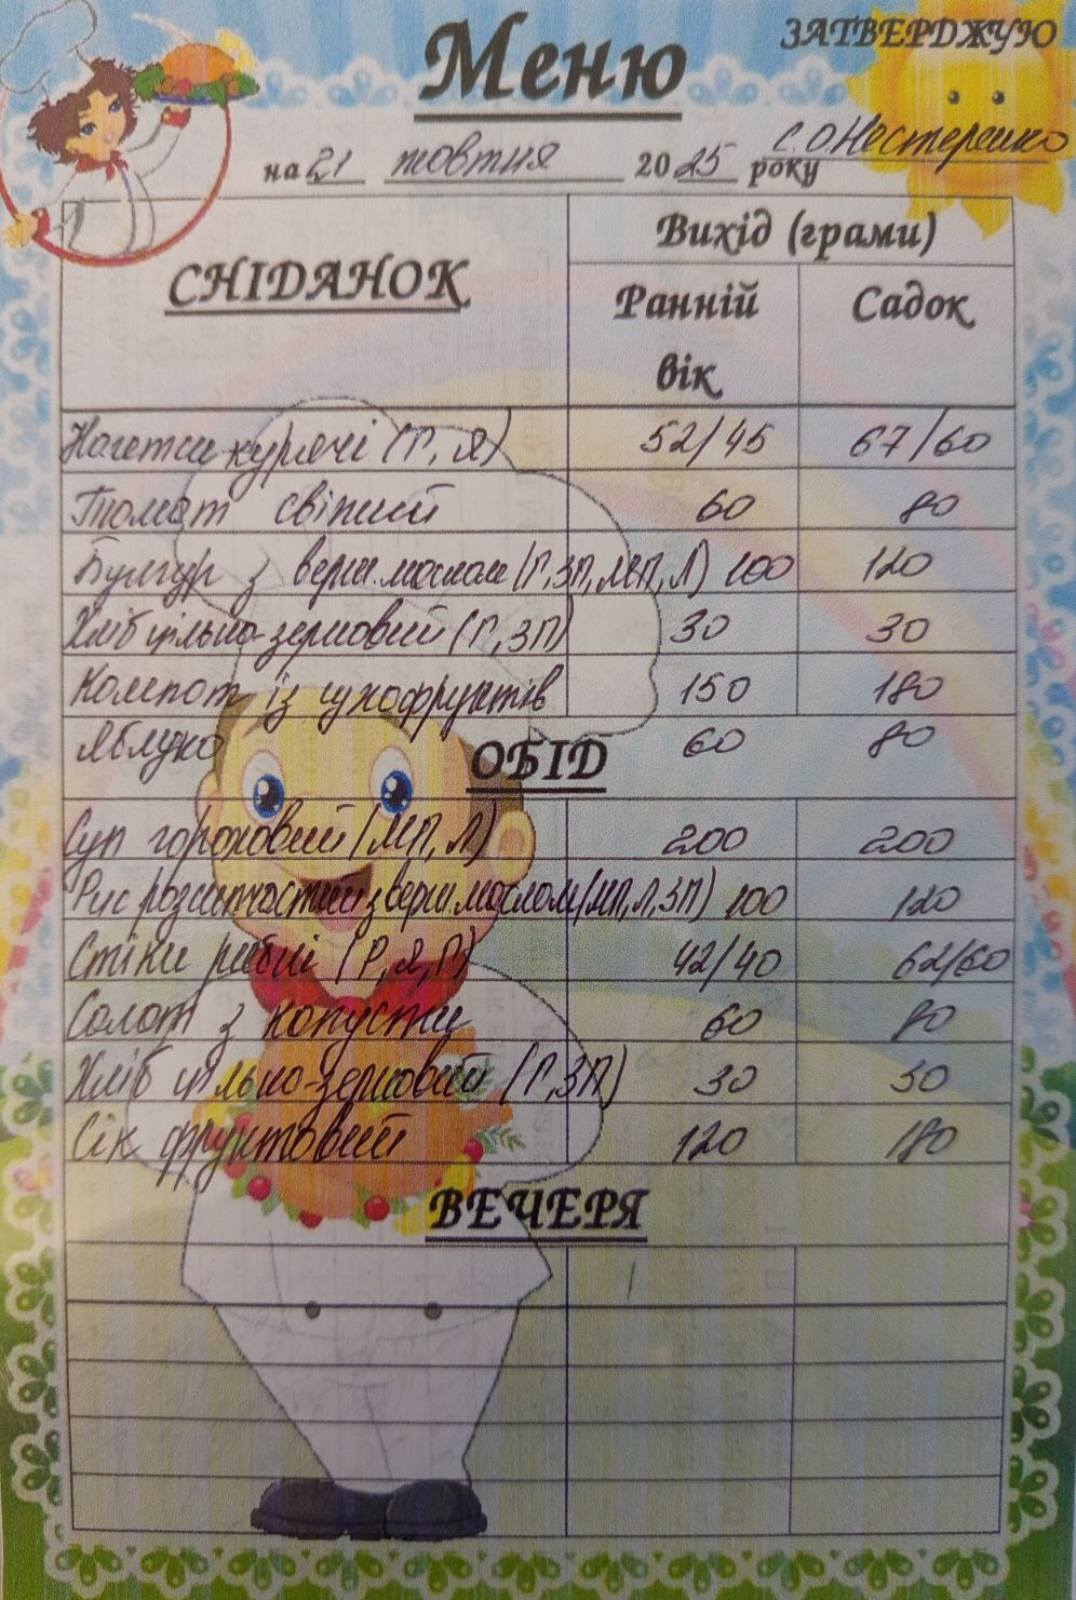 Меню
ЗАТВЕРДЖУЮ
С.О Нестеренко
на 21 жовтня 2025 року
СНІДАНОК
Вихід (грами)
Ранній вік
Садок
Нагетси курячі (Г, Я) 52/45 67/60
Томат свіжий 60 80
Булгур з верш. маслом (Г, ЗП, МП, Л) 100 120
Хліб цільно-зерновий (Г, ЗП) 30 30
Компот із сухофруктів 150 180
Яблуко 60 80
ОБІД
Суп гороховий (МП, Л) 200 200
Рис розсипчастий з верш. маслом (МП, Л, ЗП) 100 120
Стіки рибні (Р, Я, Г) 42/40 62/60
Салат з капусти 60 80
Хліб цільно-зерновий (Г, ЗП) 30 50
Сік фруктовий 120 180
ВЕЧЕРЯ